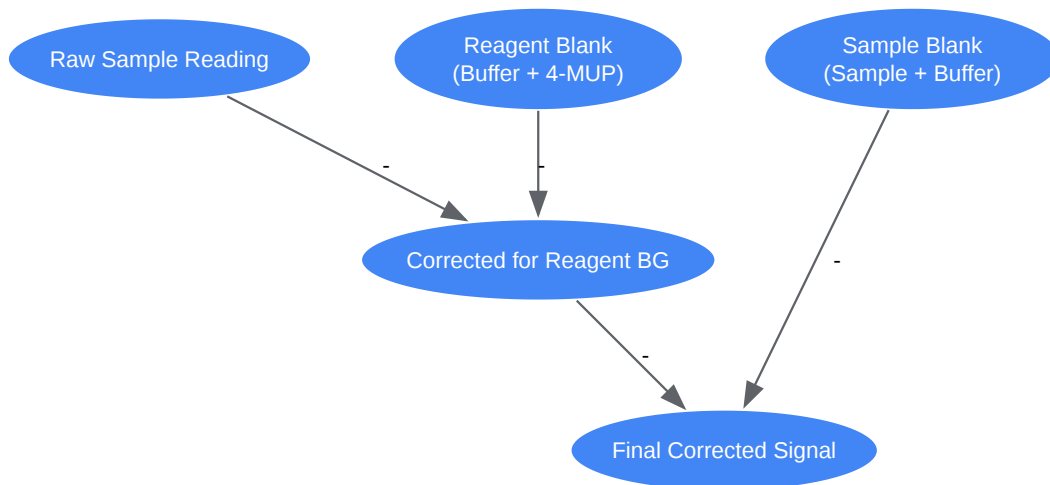 Raw Sample Reading
Reagent Blank
(Buffer + 4-MUP)
Sample Blank
(Sample + Buffer)
-
-
Corrected for Reagent BG
-
-
Final Corrected Signal